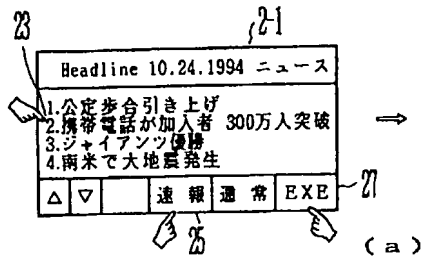 23
2-1
Headline 10.24.1994 ニュース
1.公定歩合引き上げ
2.携帯電話が加入者 300万人突破
3.ジャイアンツ優勝
4.南米で大地震発生
△ ▽ 速報 通常 EXE
27
25
(a)